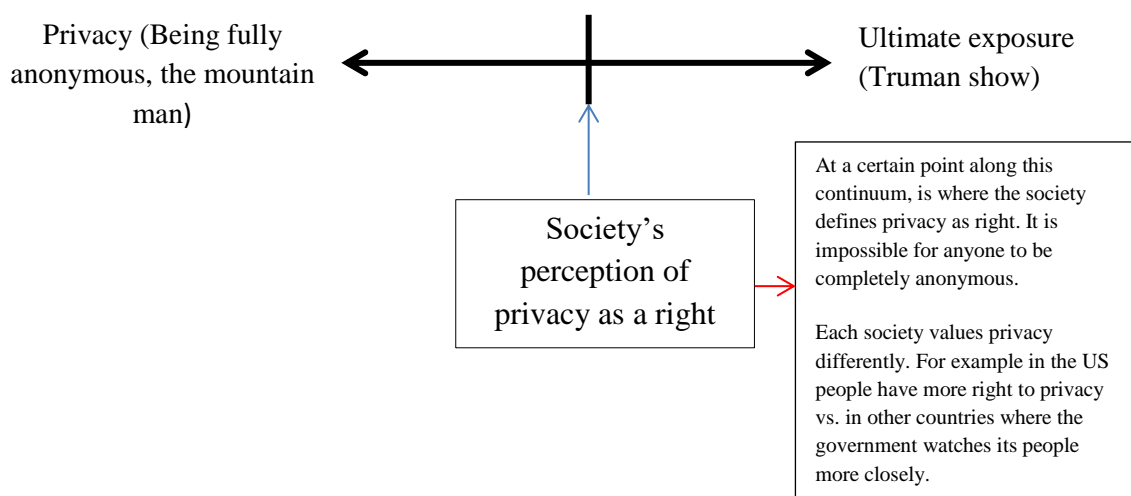 Privacy (Being fully
anonymous, the mountain
man)
Ultimate exposure
(Truman show)
Society’s
perception of
privacy as a right
At a certain point along this
continuum, is where the society
defines privacy as right. It is
impossible for anyone to be
completely anonymous.
Each society values privacy
differently. For example in the US
people have more right to privacy
vs. in other countries where the
government watches its people
more closely.